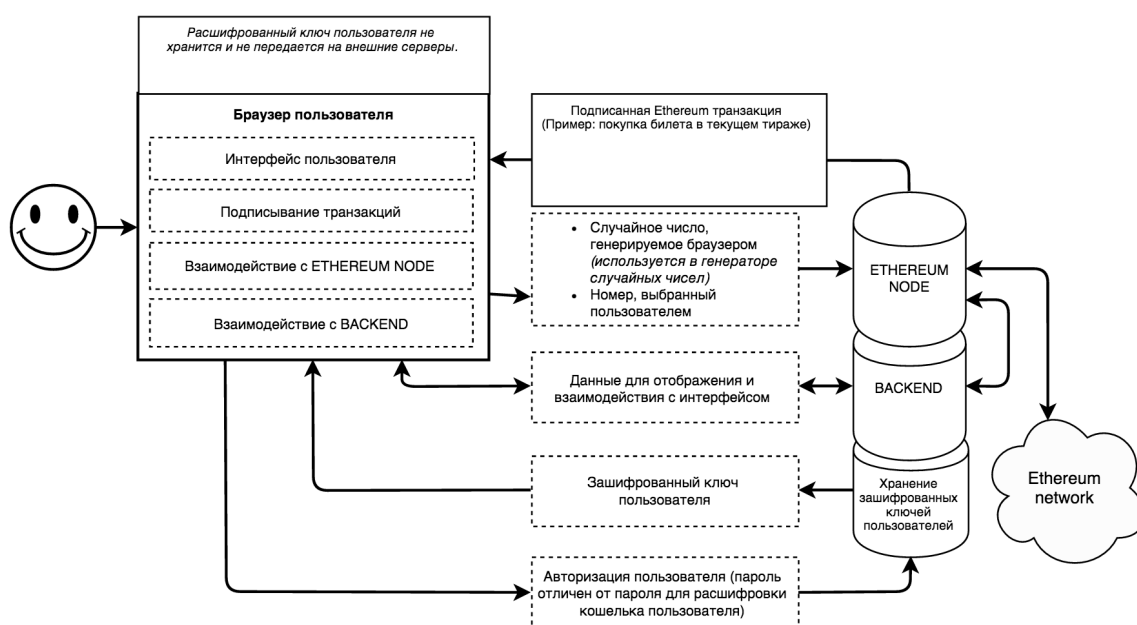 Расшифрованный ключ пользователя не
хранится и не передается на внешние серверы.
Браузер пользователя
Интерфейс пользователя
Подписывание транзакций
Взаимодействие с ETHEREUM NODE
Взаимодействие с BACKEND
Подписанная Ethereum транзакция
(Пример: покупка билета в текущем тираже)
• Случайное число,
генерируемое браузером
(используется в генераторе
случайных чисел)
• Номер, выбранный
пользователем
Данные для отображения и
взаимодействия с интерфейсом
Зашифрованный ключ
пользователя
Авторизация пользователя (пароль
отличен от пароля для расшифровки
кошелька пользователя)
ETHEREUM
NODE
BACKEND
Хранение
зашифрованных
ключей
пользователей
Ethereum
network